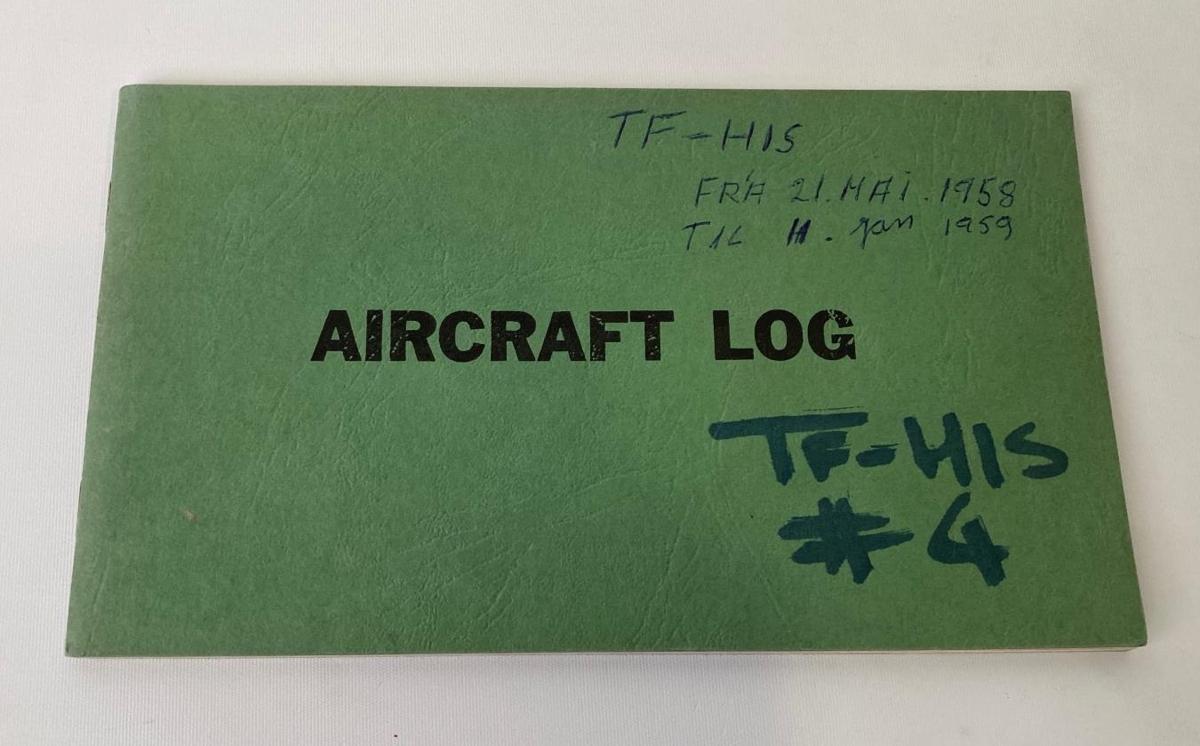 TF-HIS
FRÁ 21. MAÍ. 1958
TIL 11. Jan 1959
AIRCRAFT LOG
TF-HIS
#4